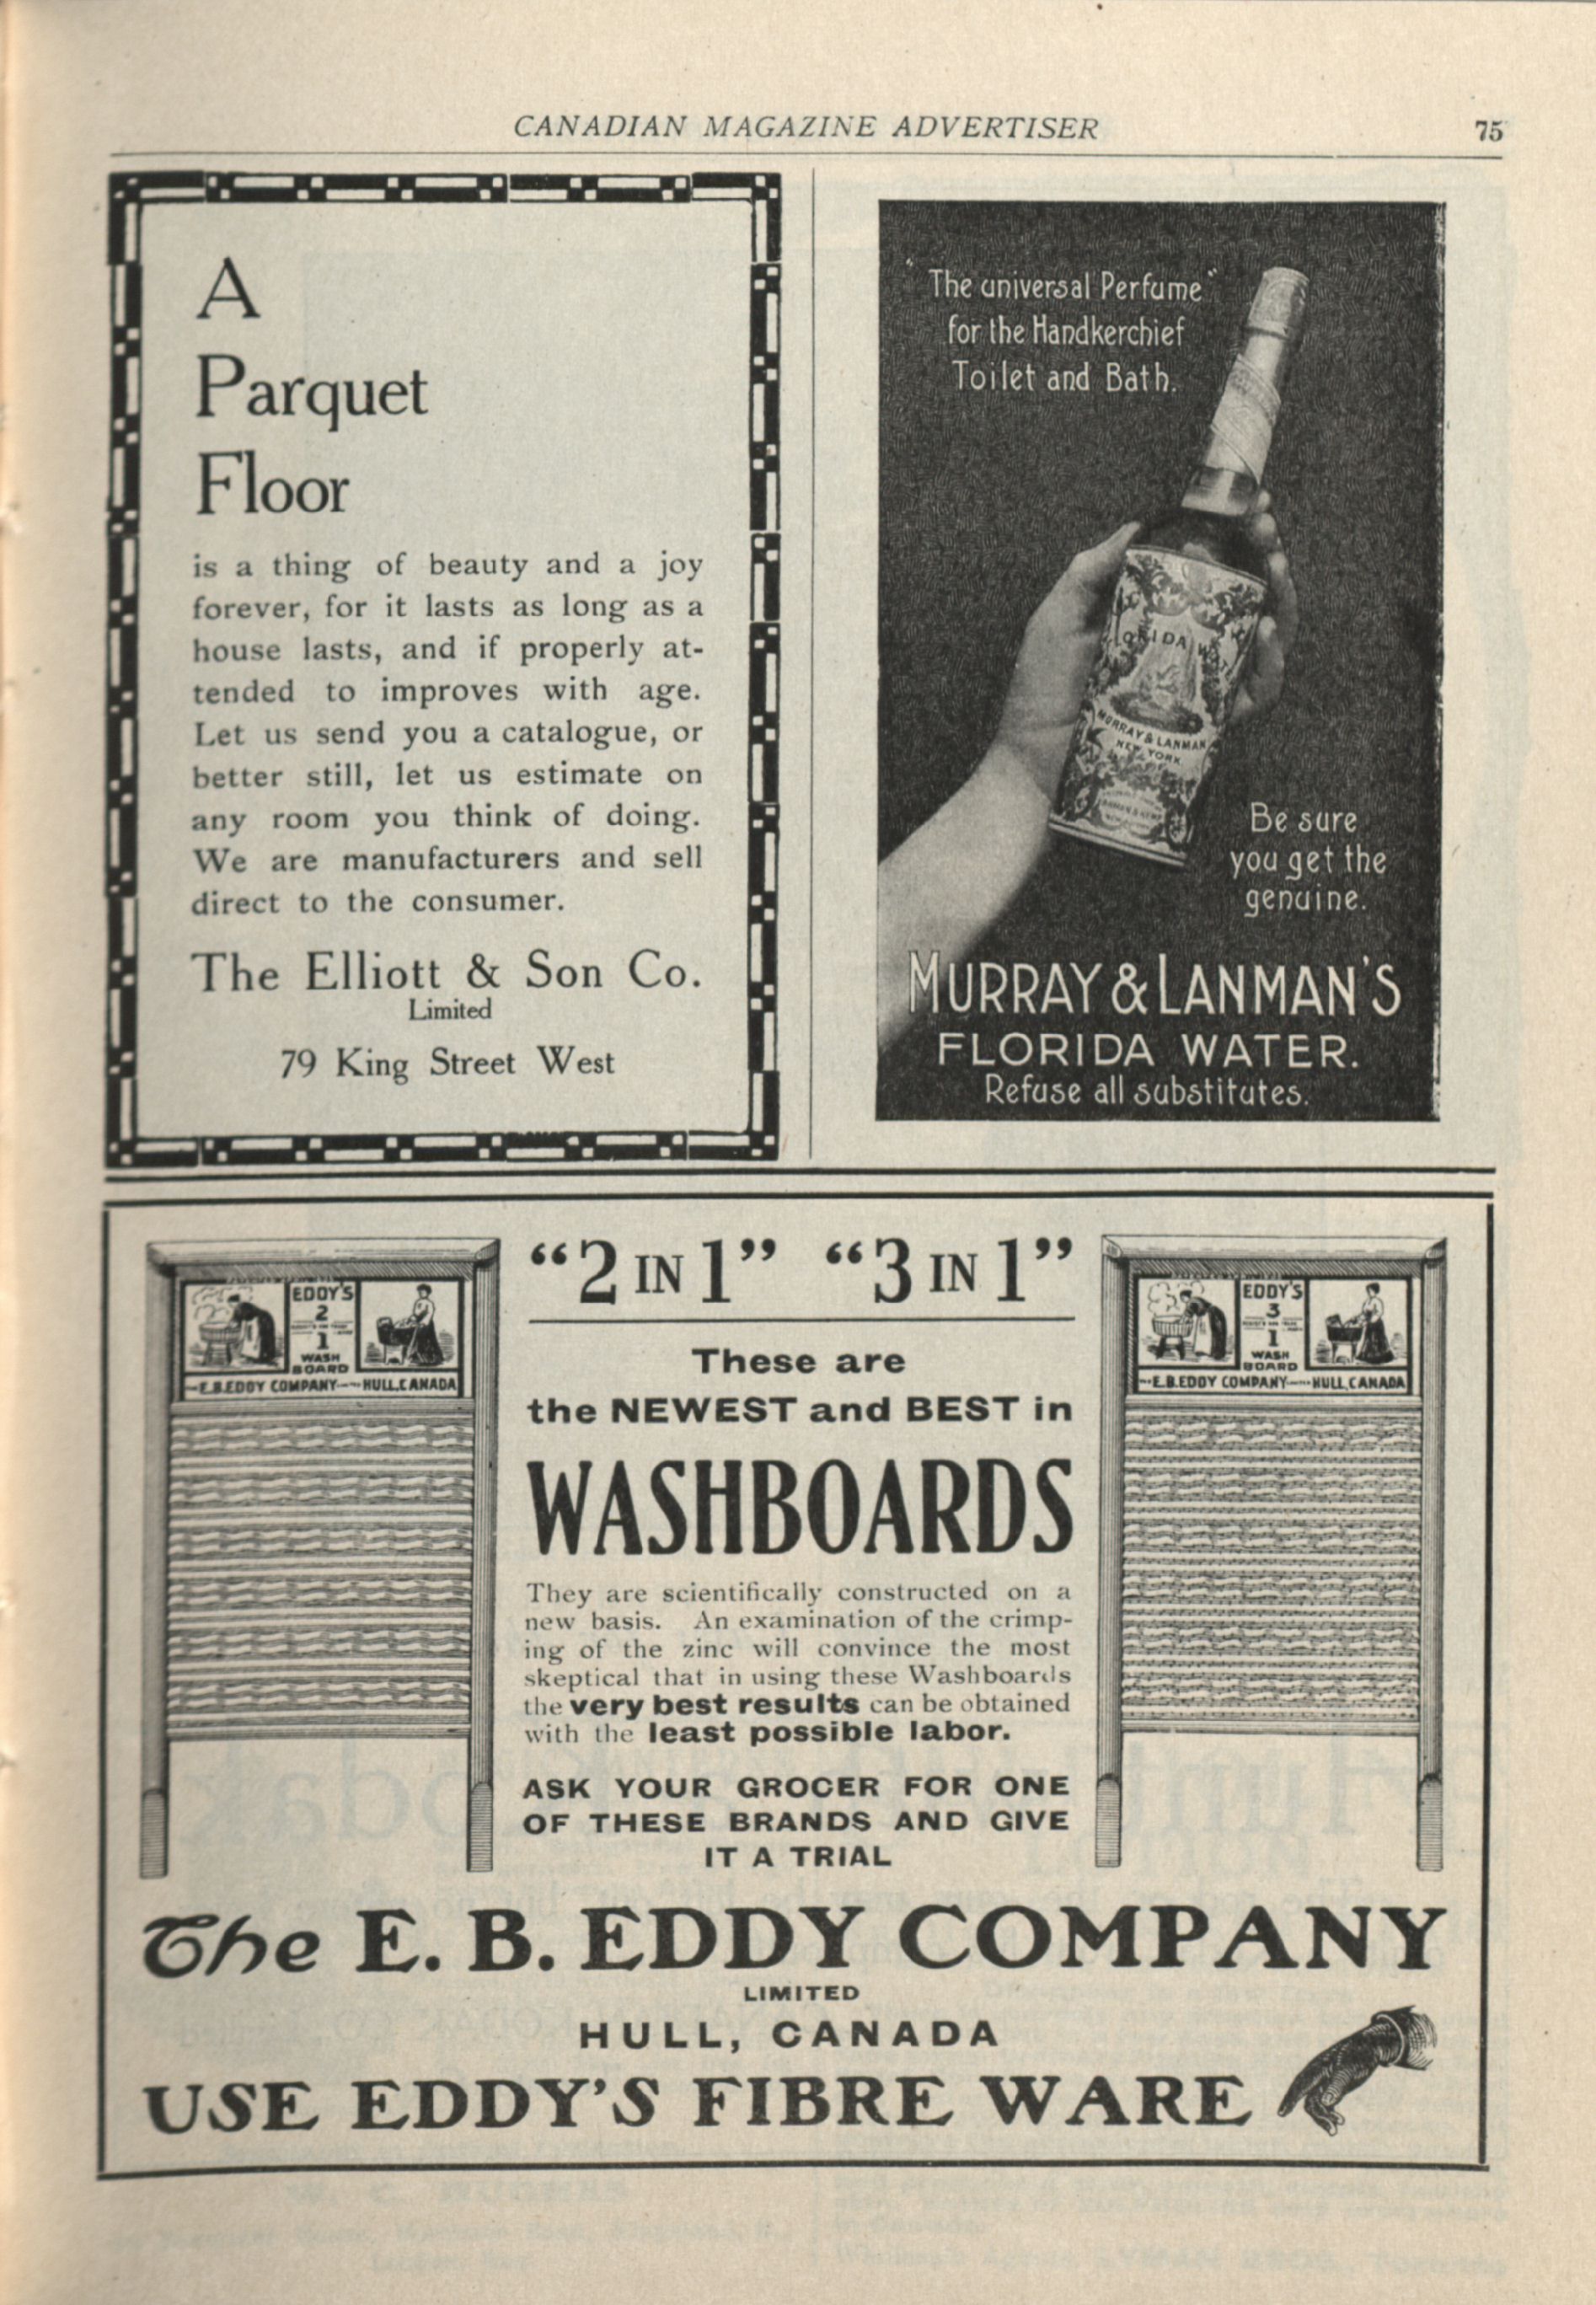 CANADIAN MAGAZINE ADVERTISER
75
A
Parquet
Floor
is a thing of beauty and a joy
forever, for it lasts as long as a
house lasts, and if properly at-
tended to improves with age.
Let us send you a catalogue, or
better still, let us estimate on
any room you think of doing.
We are manufacturers and sell
direct to the consumer.
The Elliott & Son Co.
Limited
79 King Street West
"The universal Perfume"
for the Handkerchief
Toilet and Bath.
MURRAY & LANMAN
NEW YORK
Be sure
you get the
genuine.
MURRAY & LANMAN'S
FLORIDA WATER.
Refuse all substitutes.
EDDY'S
2
1
WASH
BOARD
E.B.EDDY COMPANY HULL, CANADA
“2 IN 1” “3 IN 1”
These are
the NEWEST and BEST in
WASHBOARDS
They are scientifically constructed on a
new basis. An examination of the crimp-
ing of the zinc will convince the most
skeptical that in using these Washboards
the very best results can be obtained
with the least possible labor.
ASK YOUR GROCER FOR ONE
OF THESE BRANDS AND GIVE
IT A TRIAL
EDDY'S
3
1
WASH
BOARD
E.B.EDDY COMPANY HULL, CANADA
The E. B. EDDY COMPANY
LIMITED
HULL, CANADA
USE EDDY'S FIBRE WARE